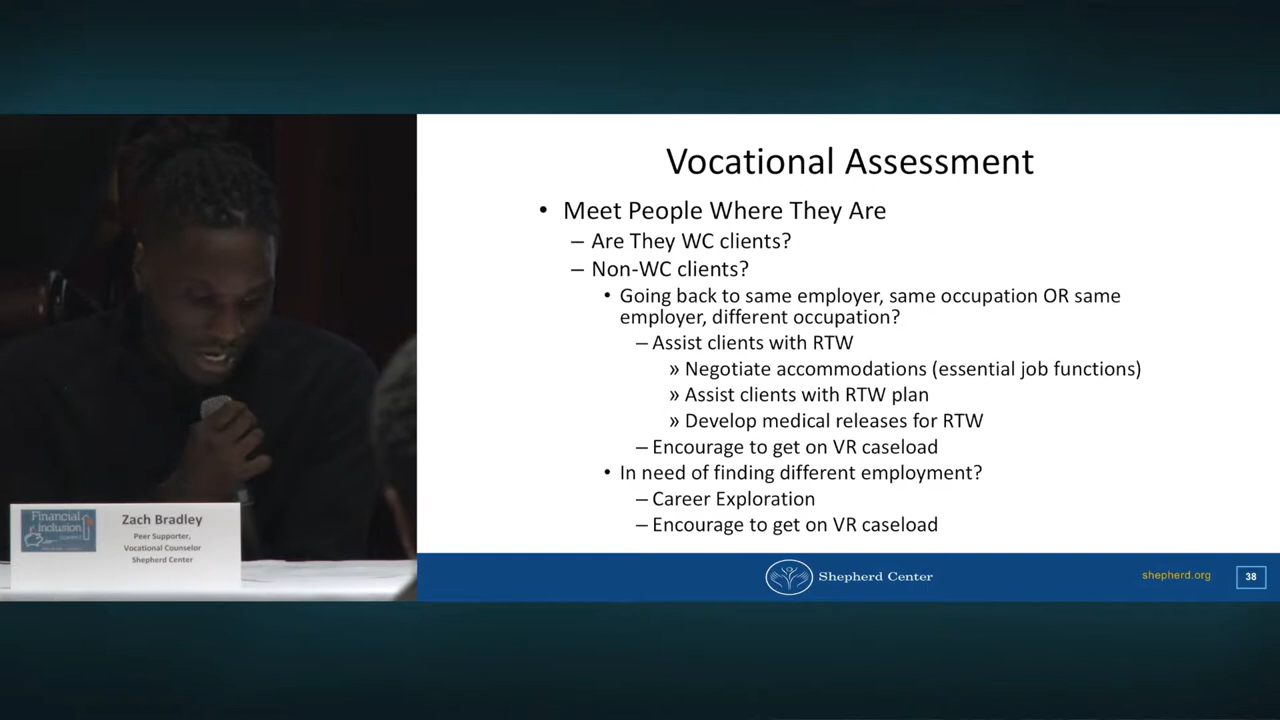 Vocational Assessment
• Meet People Where They Are
– Are They WC clients?
– Non-WC clients?
• Going back to same employer, same occupation OR same
employer, different occupation?
– Assist clients with RTW
» Negotiate accommodations (essential job functions)
» Assist clients with RTW plan
» Develop medical releases for RTW
– Encourage to get on VR caseload
• In need of finding different employment?
– Career Exploration
– Encourage to get on VR caseload
Shepherd Center
shepherd.org
38
Financial
Inclusion
Zach Bradley
Peer Supporter,
Vocational Counselor
Shepherd Center